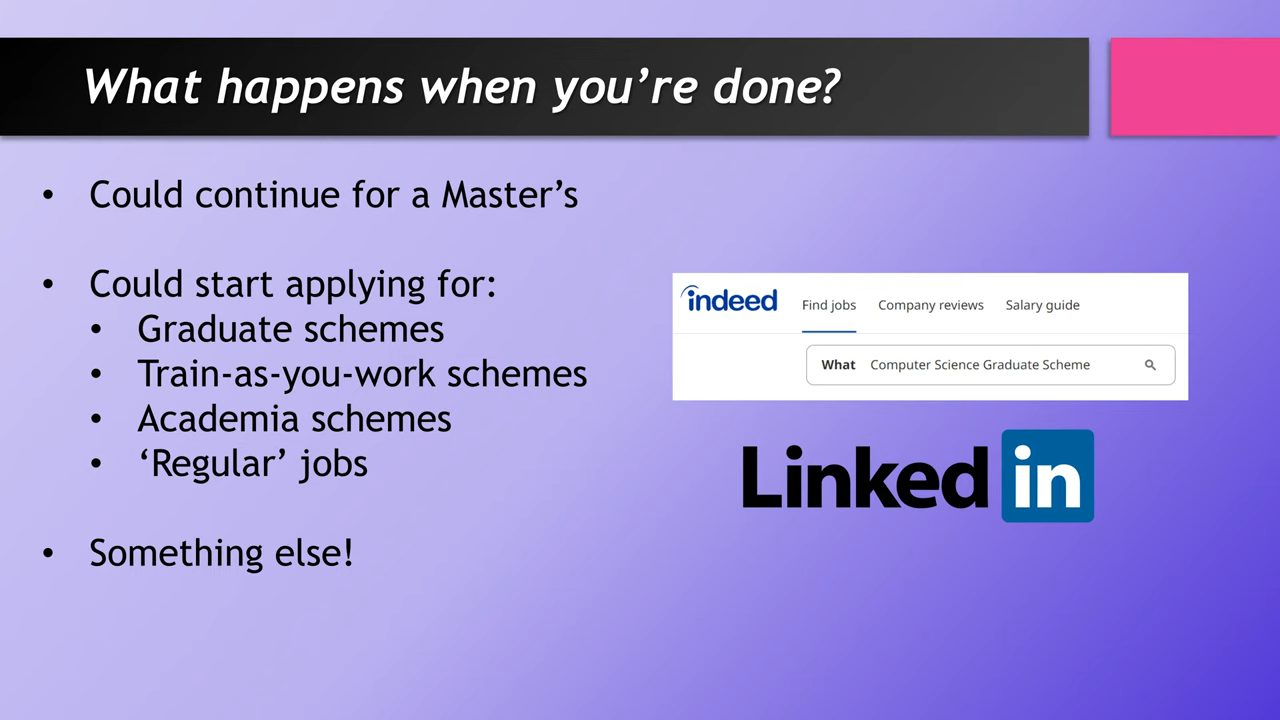 What happens when you’re done?
• Could continue for a Master’s
• Could start applying for:
• Graduate schemes
• Train-as-you-work schemes
• Academia schemes
• ‘Regular’ jobs
• Something else!
indeed Find jobs Company reviews Salary guide
What Computer Science Graduate Scheme
Linked in